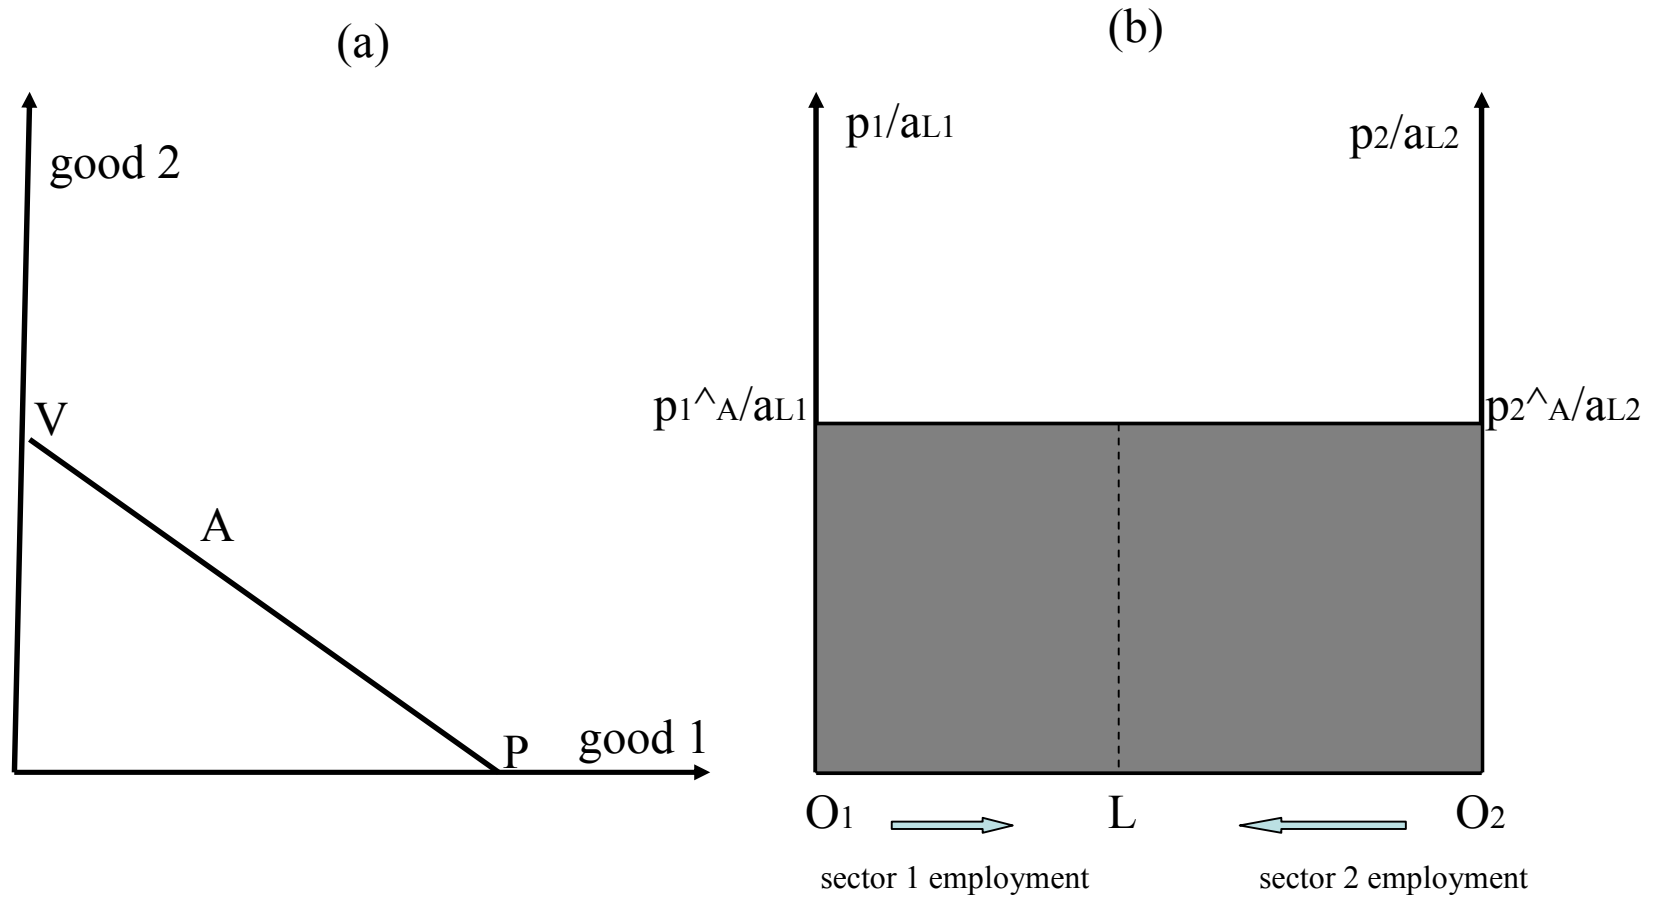 (a)
good 2
V
A
P
good 1
(b)
p1/aL1
p2/aL2
p1^A/aL1
p2^A/aL2
O1
L
O2
sector 1 employment
sector 2 employment